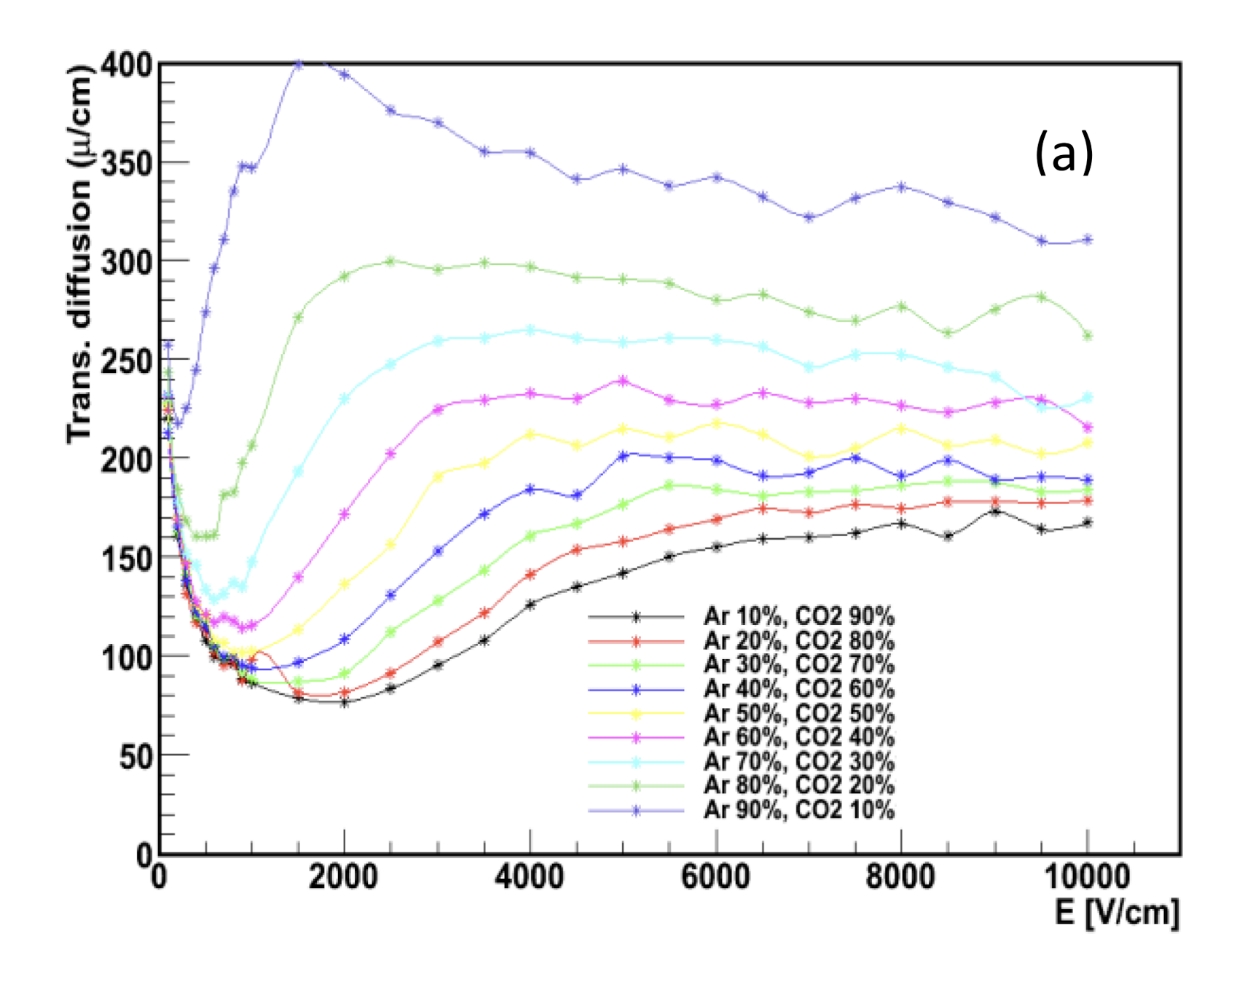 400
350
300
250
200
150
100
50
0
Trans. diffusion (μ/cm)
(a)
Ar 10%, CO2 90%
Ar 20%, CO2 80%
Ar 30%, CO2 70%
Ar 40%, CO2 60%
Ar 50%, CO2 50%
Ar 60%, CO2 40%
Ar 70%, CO2 30%
Ar 80%, CO2 20%
Ar 90%, CO2 10%
0 2000 4000 6000 8000 10000
E [V/cm]